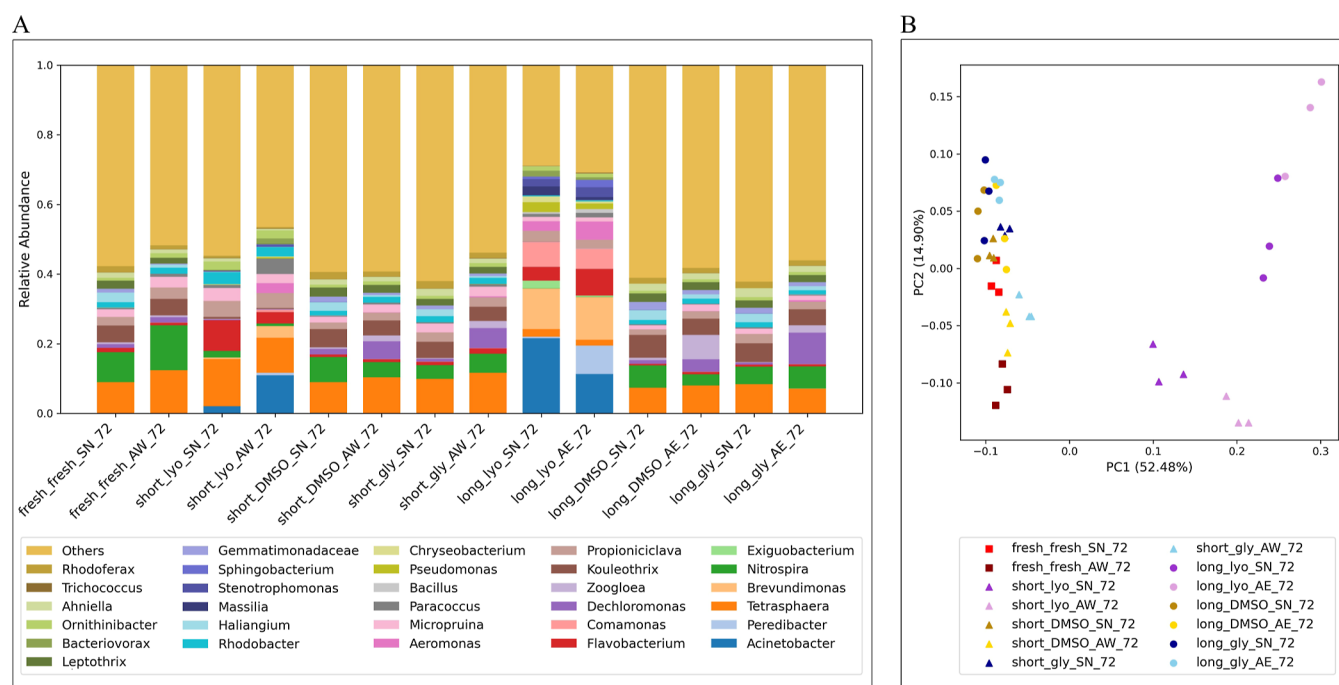 A
Relative Abundance
1.0
0.8
0.6
0.4
0.2
0.0
fresh_fresh_SN_72
fresh_fresh_AW_72
short_lyo_SN_72
short_lyo_AW_72
short_DMSO_SN_72
short_DMSO_AW_72
short_gly_SN_72
short_gly_AW_72
long_lyo_SN_72
long_lyo_AE_72
long_DMSO_SN_72
long_DMSO_AE_72
long_gly_SN_72
long_gly_AE_72
Others
Rhodoferax
Trichococcus
Ahniella
Ornithinibacter
Bacteriovorax
Leptothrix
Gemmatimonadaceae
Sphingobacterium
Stenotrophomonas
Massilia
Haliangium
Rhodobacter
Chryseobacterium
Pseudomonas
Bacillus
Paracoccus
Micropruina
Aeromonas
Propioniciclava
Kouleothrix
Zoogloea
Dechloromonas
Comamonas
Flavobacterium
Exiguobacterium
Nitrospira
Brevundimonas
Tetrasphaera
Peredibacter
Acinetobacter
B
PC2 (14.90%)
0.15
0.10
0.05
0.00
−0.05
−0.10
−0.1
0.0
0.1
0.2
0.3
PC1 (52.48%)
fresh_fresh_SN_72
fresh_fresh_AW_72
short_lyo_SN_72
short_lyo_AW_72
short_DMSO_SN_72
short_DMSO_AW_72
short_gly_SN_72
short_gly_AW_72
long_lyo_SN_72
long_lyo_AE_72
long_DMSO_SN_72
long_DMSO_AE_72
long_gly_SN_72
long_gly_AE_72